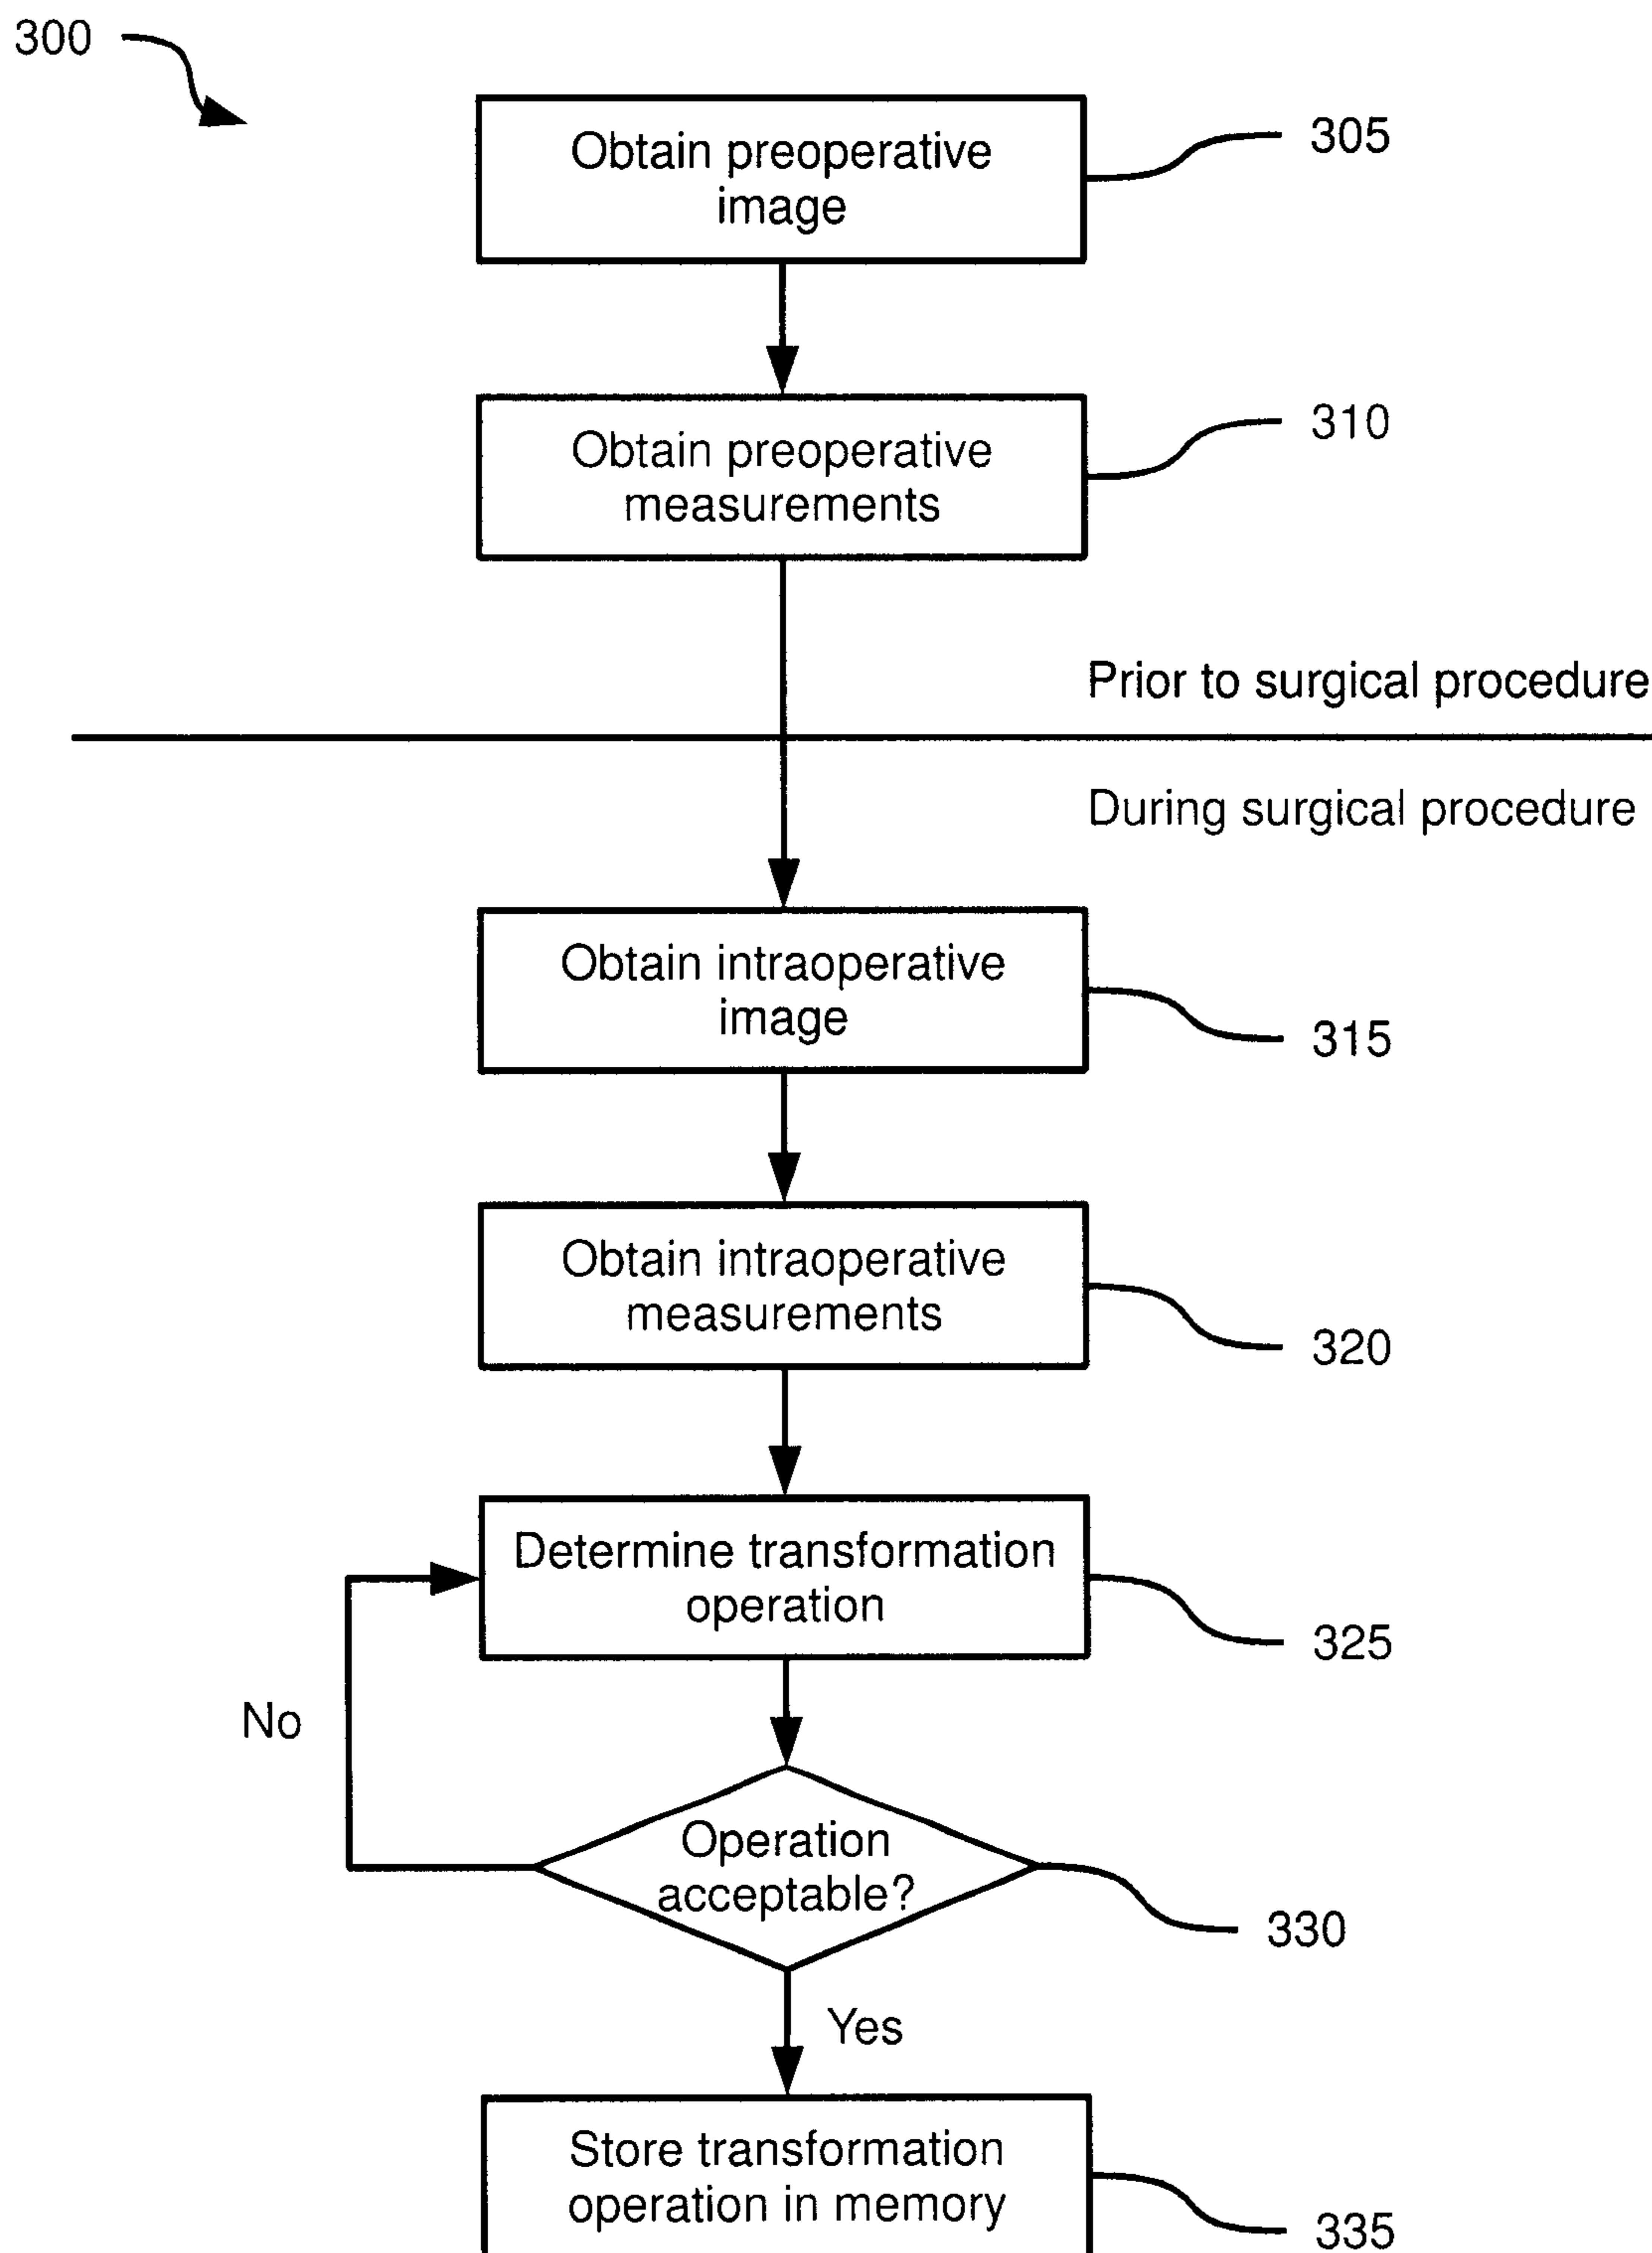 300
Obtain preoperative
image
305
Obtain preoperative
measurements
310
Prior to surgical procedure
During surgical procedure
Obtain intraoperative
image
315
Obtain intraoperative
measurements
320
Determine transformation
operation
325
No
Operation
acceptable?
330
Yes
Store transformation
operation in memory
335